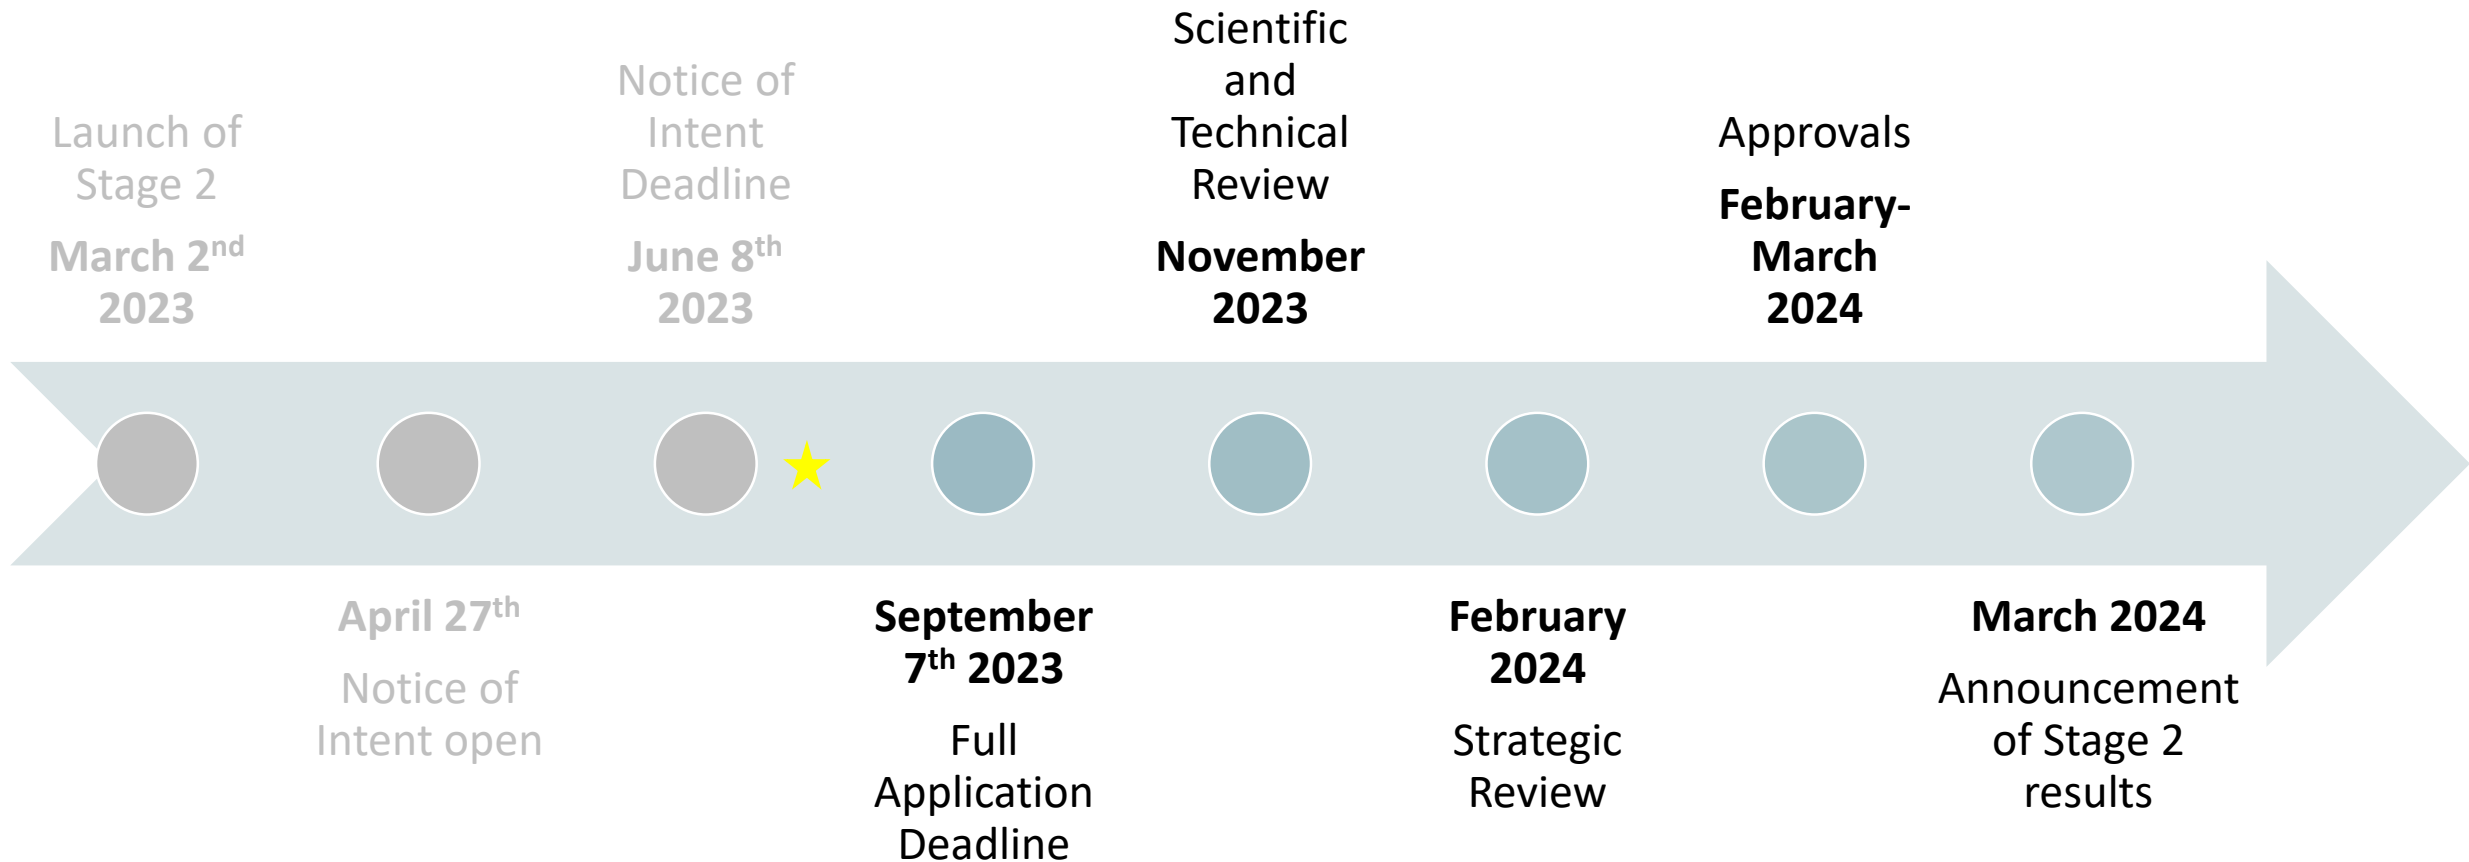 Launch of
Stage 2
March 2nd
2023
April 27th
Notice of
Intent open
Notice of
Intent
Deadline
June 8th
2023
September
7th 2023
Full
Application
Deadline
Scientific
and
Technical
Review
November
2023
February
2024
Strategic
Review
Approvals
February-
March
2024
March 2024
Announcement
of Stage 2
results